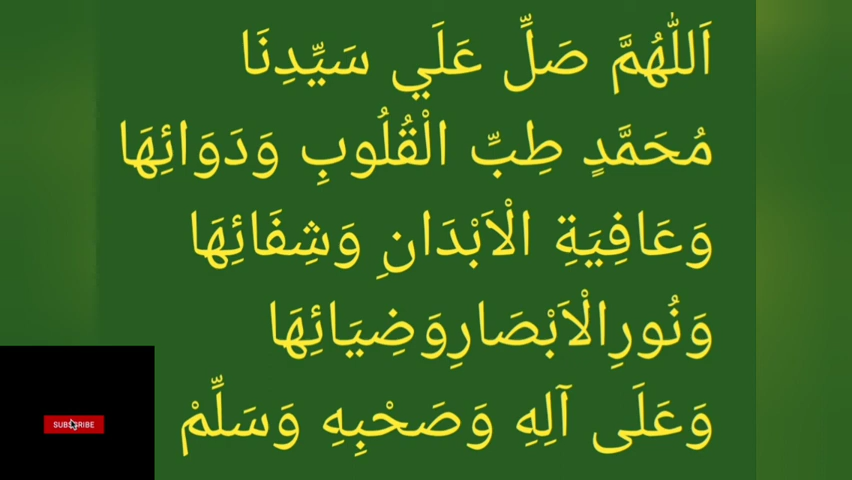 اَللّٰهُمَّ صَلِّ عَلَي سَيِّدِنَا
مُحَمَّدٍ طِبِّ الْقُلُوبِ وَدَوَائِهَا
وَعَافِيَةِ الْاَبْدَانِ وَشِفَائِهَا
وَنُورِالْاَبْصَارِوَضِيَائِهَا
وَعَلَى آلِهِ وَصَحْبِهِ وَسَلِّمْ
SUBSCRIBE